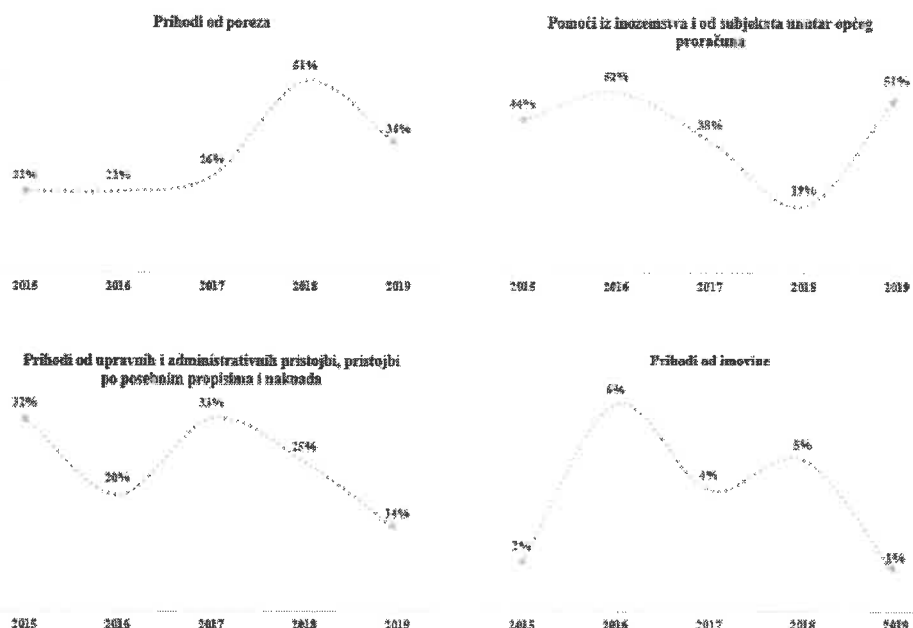 Prihodi od poreza
51%
34%
26%
22%
22%
2015 2016 2017 2018 2019
Pomoći iz inozemstva i od subjekata unutar općeg
proračuna
52%
51%
44%
38%
19%
2015 2016 2017 2018 2019
Prihodi od upravnih i administrativnih pristojbi, pristojbi
po posebnim propisima i naknada
32%
33%
25%
20%
14%
2015 2016 2017 2018 2019
Prihodi od imovine
6%
5%
4%
2%
1%
2015 2016 2017 2018 2019